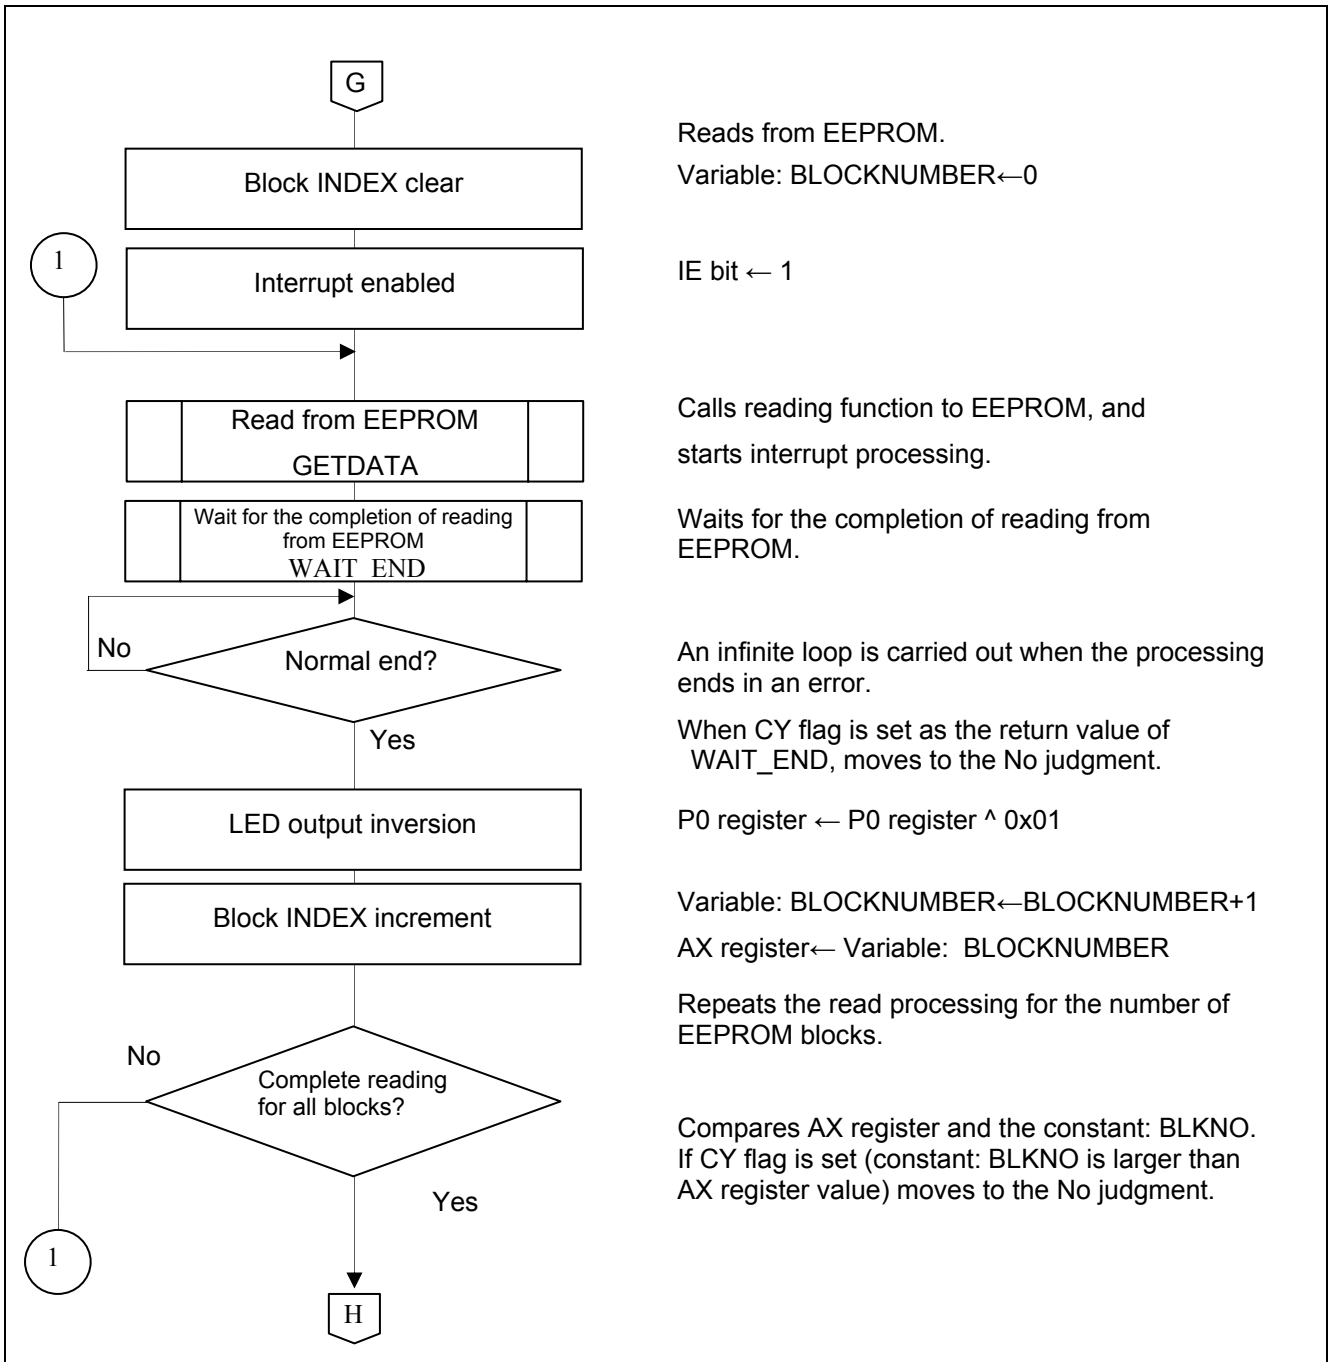 G
Reads from EEPROM.
Block INDEX clear
Variable: BLOCKNUMBER←0
1
Interrupt enabled
IE bit ← 1
Read from EEPROM
GETDATA
Calls reading function to EEPROM, and
starts interrupt processing.
Wait for the completion of reading
from EEPROM
WAIT_END
Waits for the completion of reading from
EEPROM.
No
Normal end?
An infinite loop is carried out when the processing
ends in an error.
Yes
When CY flag is set as the return value of
WAIT_END, moves to the No judgment.
LED output inversion
P0 register ← P0 register ^ 0x01
Block INDEX increment
Variable: BLOCKNUMBER←BLOCKNUMBER+1
AX register← Variable: BLOCKNUMBER
Repeats the read processing for the number of
EEPROM blocks.
No
Complete reading
for all blocks?
Compares AX register and the constant: BLKNO.
If CY flag is set (constant: BLKNO is larger than
AX register value) moves to the No judgment.
Yes
1
H